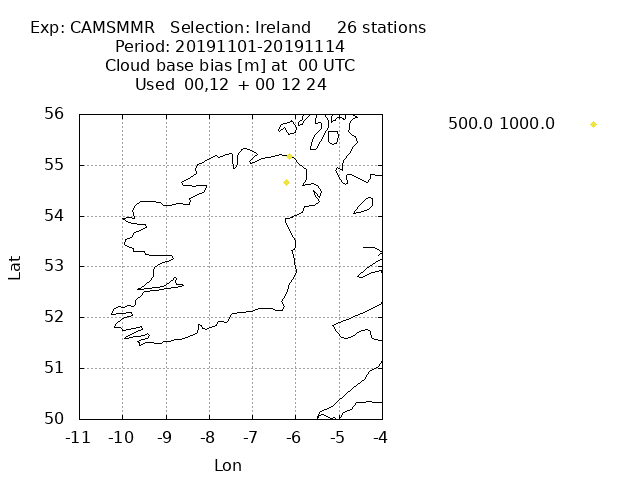 Exp: CAMSMMR   Selection: Ireland     26 stations
Period: 20191101-20191114
Cloud base bias [m] at  00 UTC
Used  00,12  + 00 12 24
500.0 1000.0
56
55
54
53
52
51
50
Lat
-11 -10 -9 -8 -7 -6 -5 -4
Lon